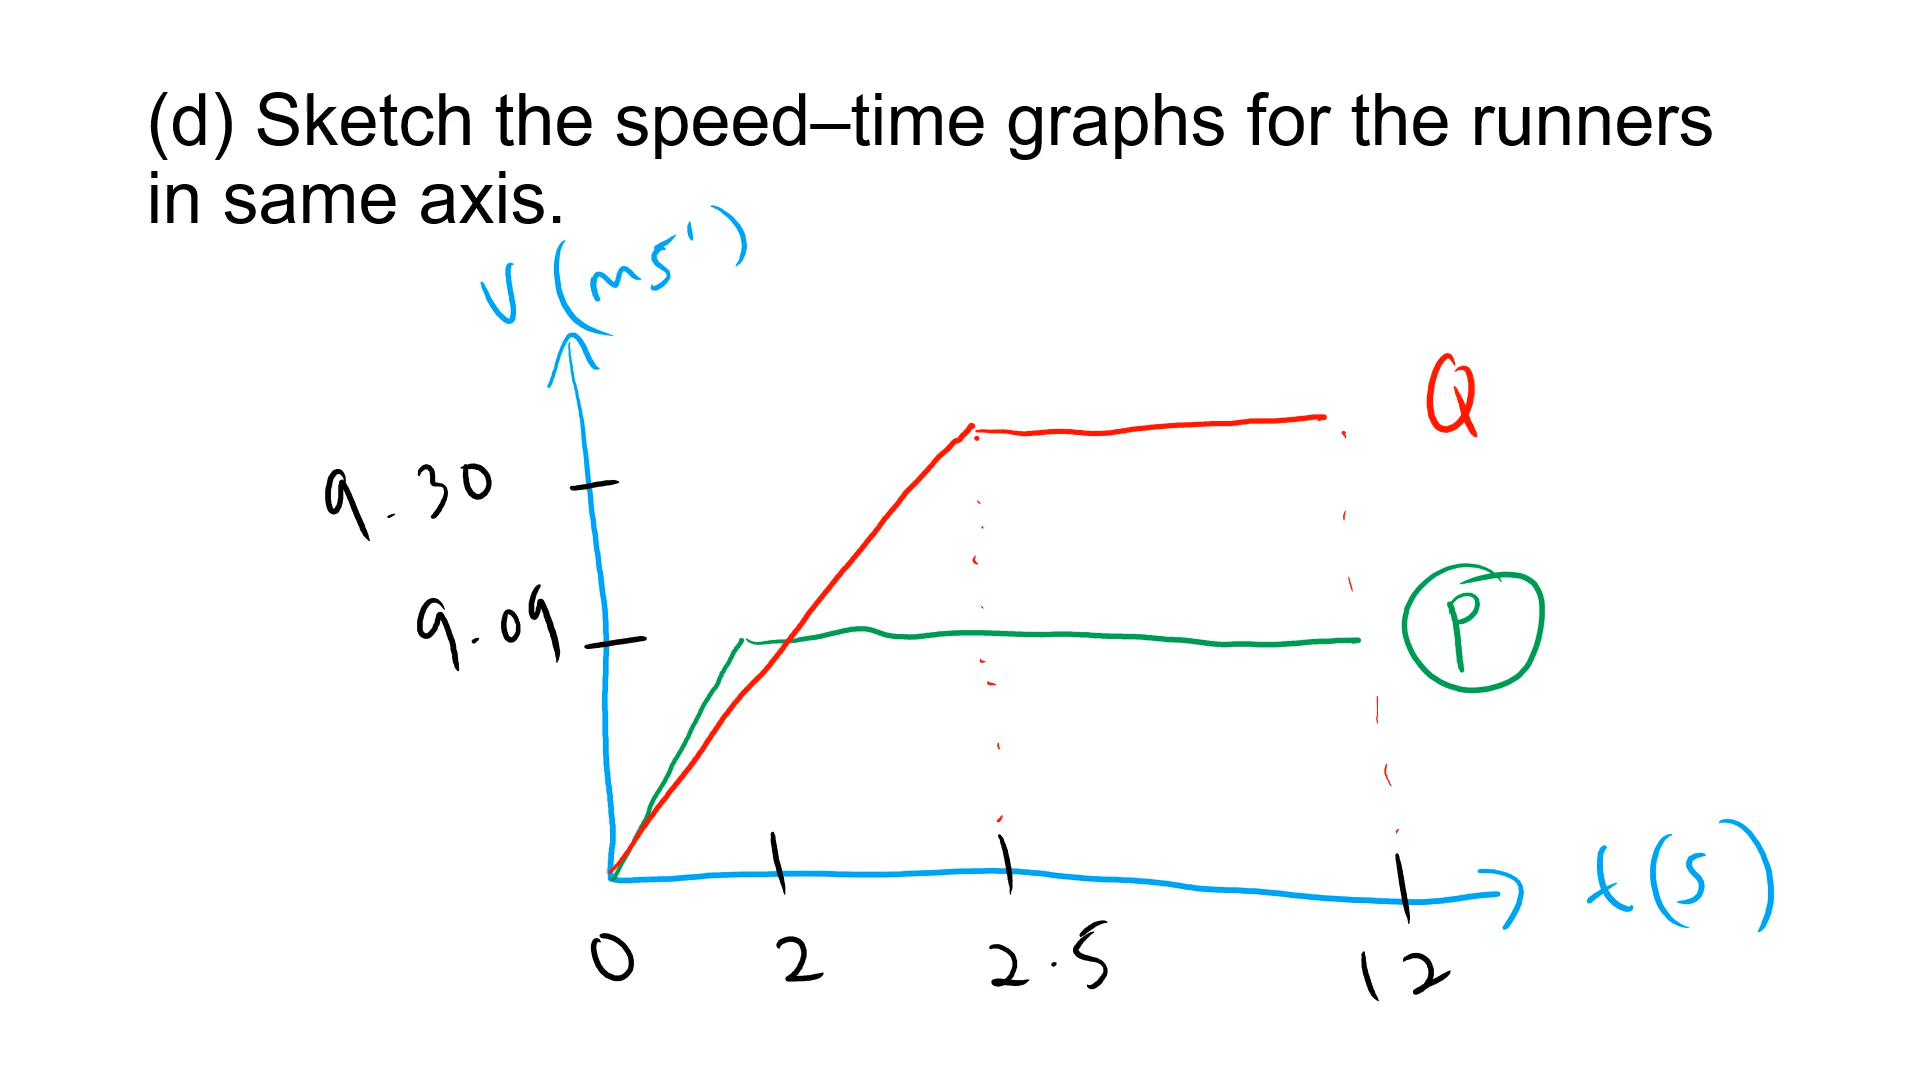 (d) Sketch the speed–time graphs for the runners
in same axis.
V (ms⁻¹)
Q
9.30
9.09
P
t(s)
0 2 2.5 12